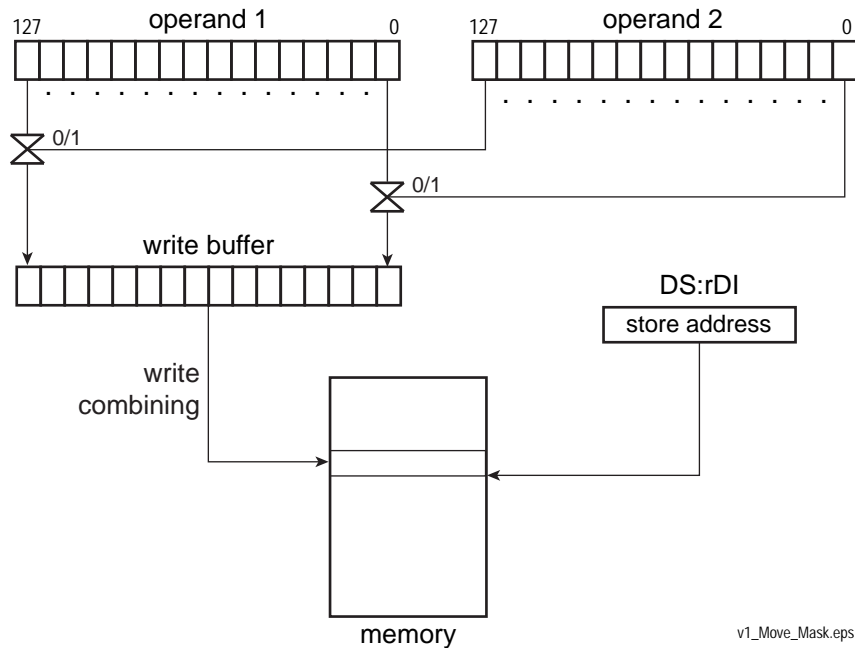 operand 1
127 0
operand 2
127 0
. . . . . . . . . . . . . .
. . . . . . . . . . . . . .
0/1
0/1
write buffer
DS:rDI
store address
write
combining
memory
v1_Move_Mask.eps